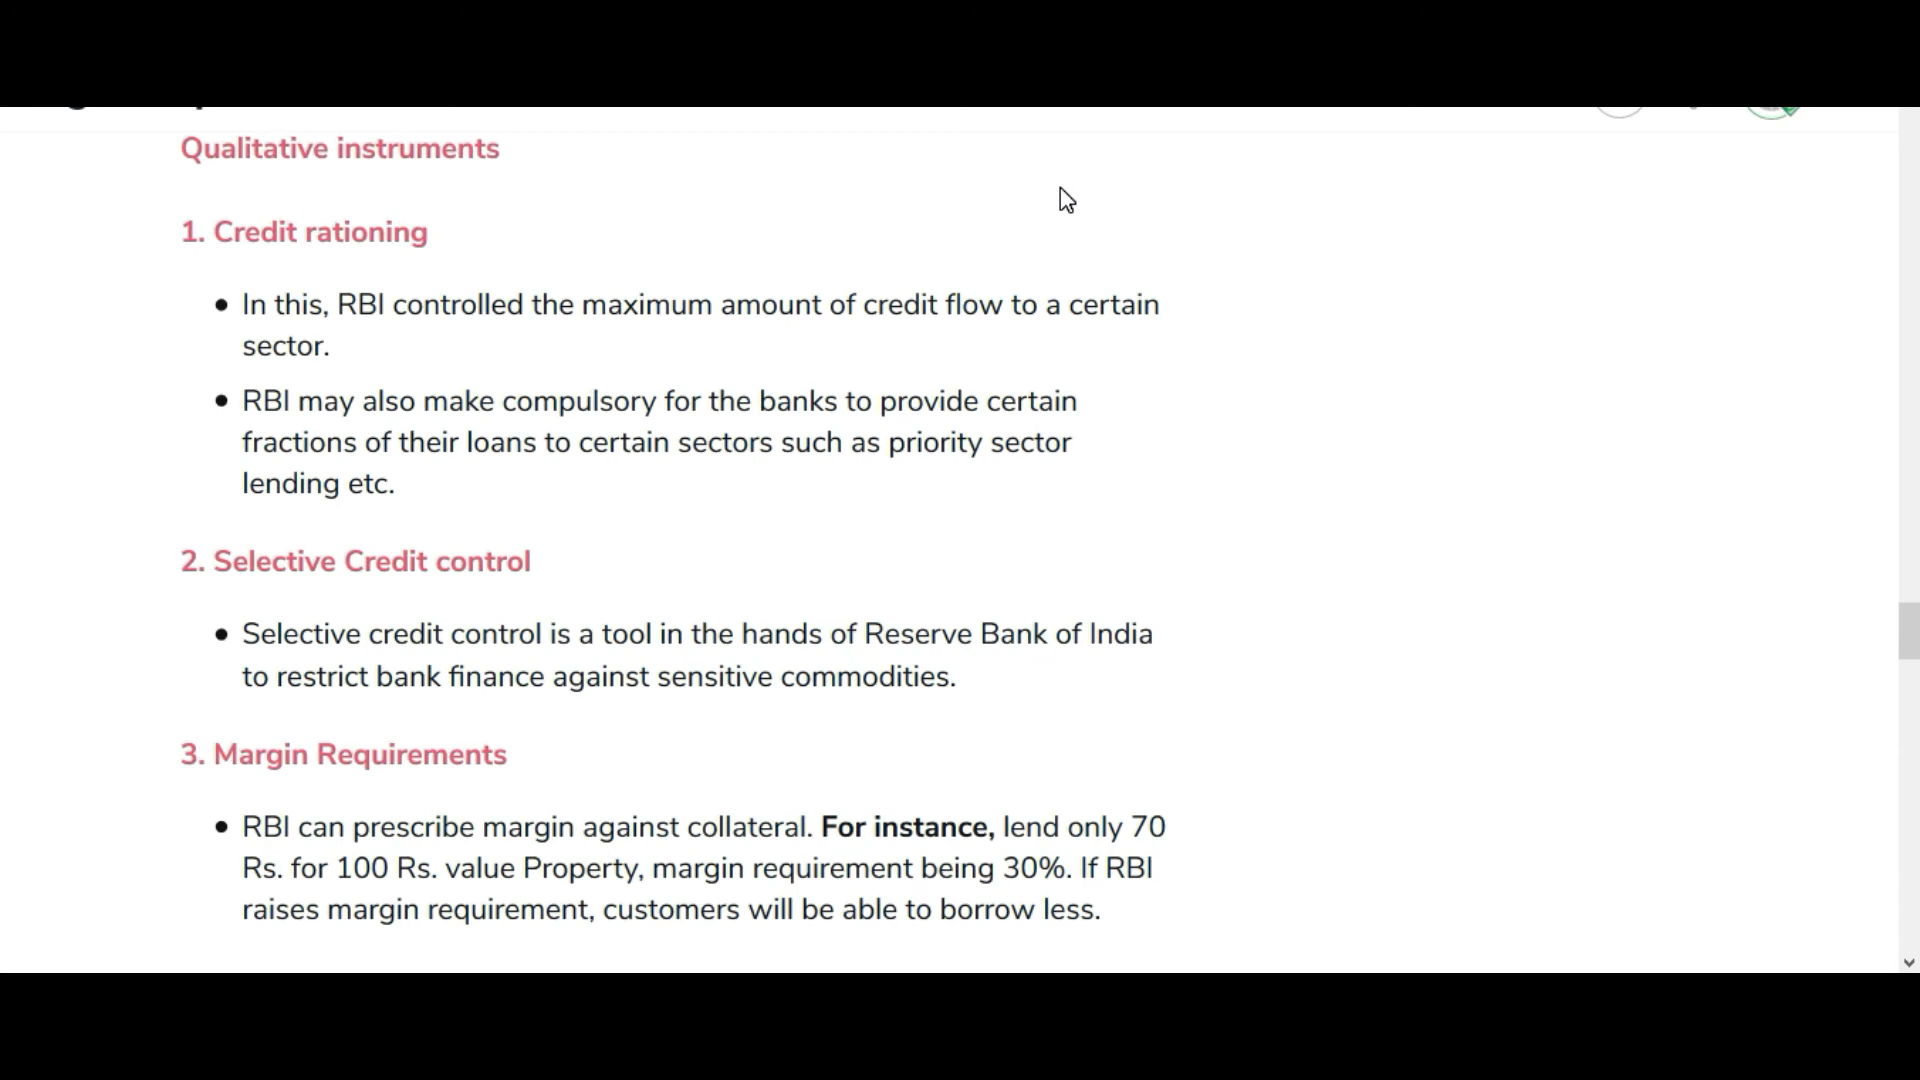 Qualitative instruments
1. Credit rationing
• In this, RBI controlled the maximum amount of credit flow to a certain
sector.
• RBI may also make compulsory for the banks to provide certain
fractions of their loans to certain sectors such as priority sector
lending etc.
2. Selective Credit control
• Selective credit control is a tool in the hands of Reserve Bank of India
to restrict bank finance against sensitive commodities.
3. Margin Requirements
• RBI can prescribe margin against collateral. For instance, lend only 70
Rs. for 100 Rs. value Property, margin requirement being 30%. If RBI
raises margin requirement, customers will be able to borrow less.